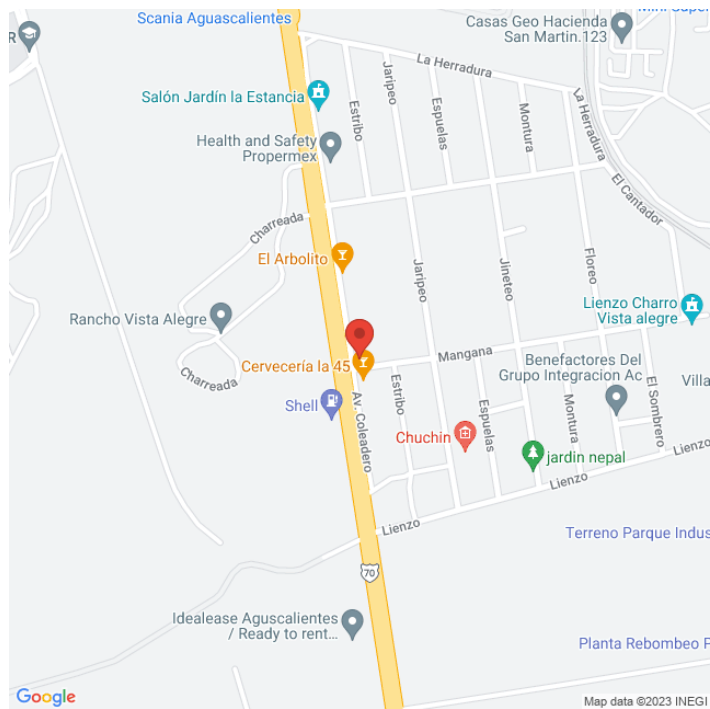 Scania Aguascalientes
Casas Geo Hacienda
San Martin.123
Mini Super
R
La Herradura
Salón Jardín la Estancia
Estribo
Jaripeo
Espuelas
Montura
La Herradura
Health and Safety
Propermex
El Cantador
Charreada
El Arbolito
Jaripeo
Jineteo
Floreo
Rancho Vista Alegre
Lienzo Charro
Vista alegre
Mangana
Cervecería la 45
Charreada
Benefactores Del
Grupo Integracion Ac
Estribo
Espuelas
Montura
El Sombrero
Villa
Shell
Av. Coleadero
Chuchin
jardin nepal
Lienzo
Lienzo
Lienzo
Terreno Parque Indus
70
Idealease Aguscalientes
/ Ready to rent...
Planta Rebombeo P
Google
Map data ©2023 INEGI